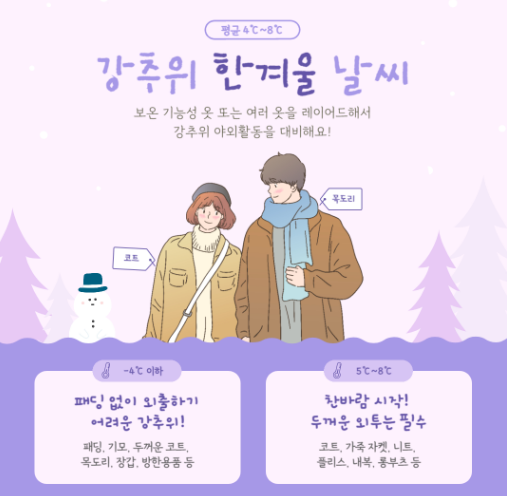 평균 4℃~8℃
강추위 한겨울 날씨
보온 기능성 옷 또는 여러 옷을 레이어드해서
강추위 야외활동을 대비해요!
목도리
코트
-4℃ 이하
패딩 없이 외출하기
어려운 강추위!
패딩, 기모, 두꺼운 코트,
목도리, 장갑, 방한용품 등
5℃~8℃
찬바람 시작!
두꺼운 외투는 필수
코트, 가죽 자켓, 니트,
플리스, 내복, 롱부츠 등